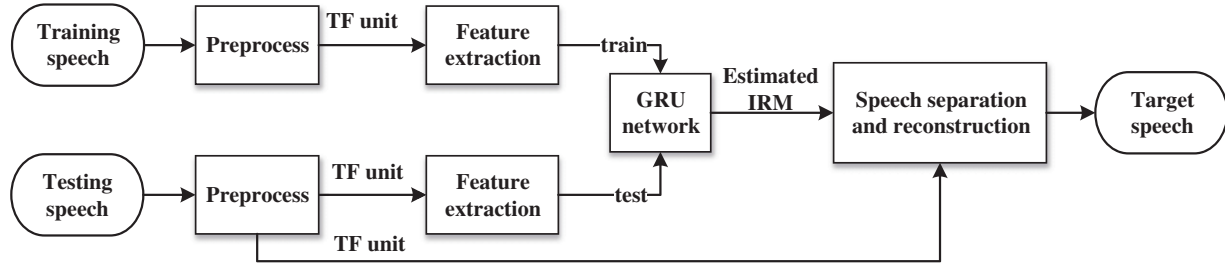 Training
speech
Preprocess
TF unit
Feature
extraction
train
GRU
network
Estimated
IRM
Speech separation
and reconstruction
Target
speech
Testing
speech
Preprocess
TF unit
Feature
extraction
test
TF unit